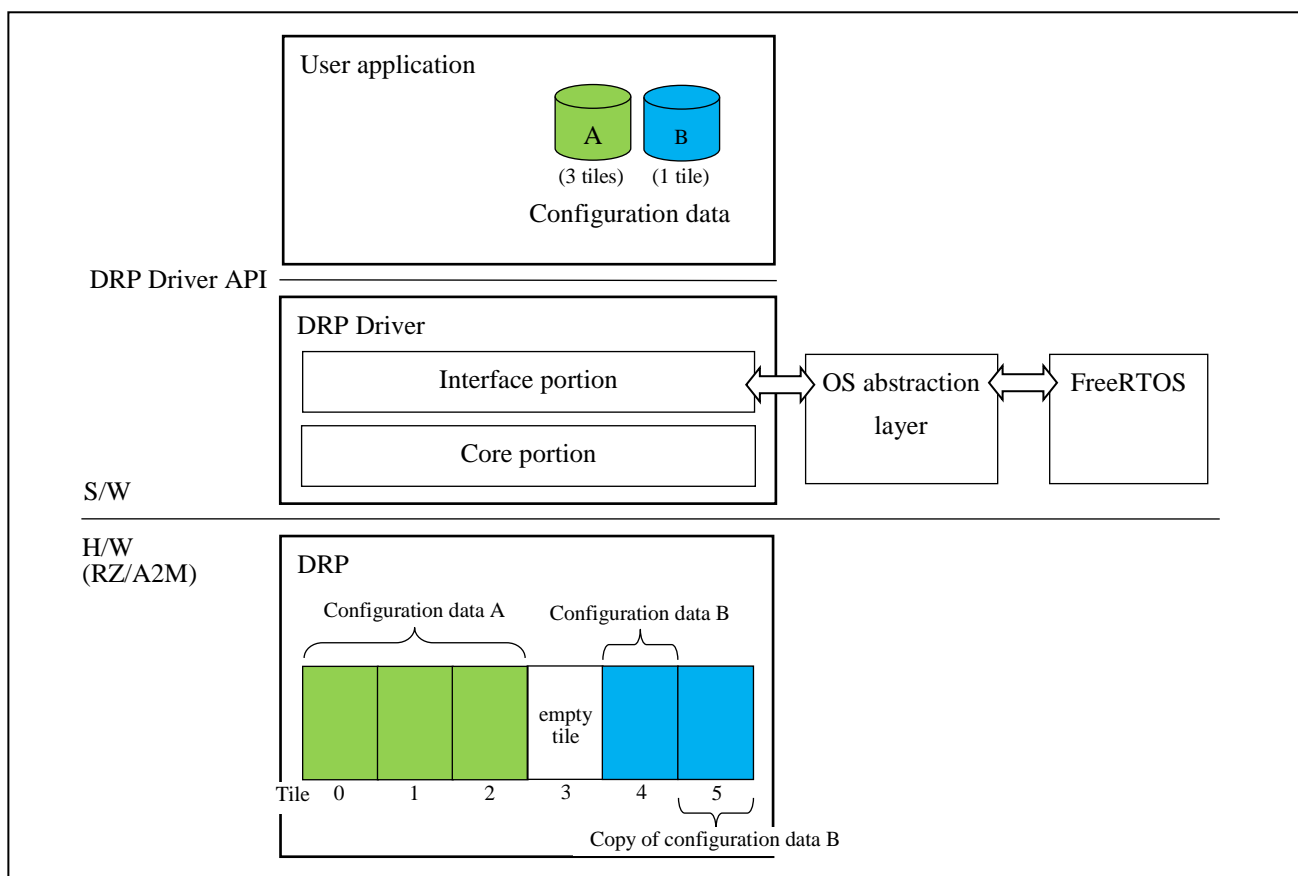 User application
A
B
(3 tiles)
(1 tile)
Configuration data
DRP Driver API
DRP Driver
Interface portion
OS abstraction
layer
FreeRTOS
Core portion
S/W
H/W
(RZ/A2M)
DRP
Configuration data A
Configuration data B
empty
tile
Tile 0 1 2 3 4 5
Copy of configuration data B